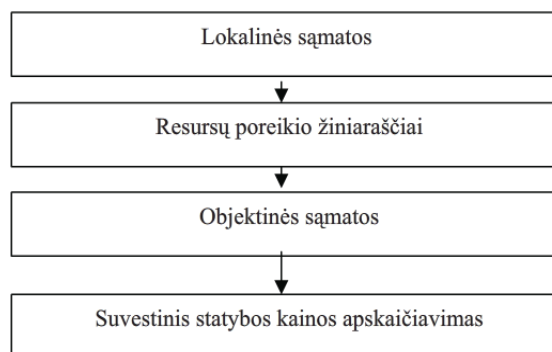 Lokalinės sąmatos
Resursų poreikio žiniaraščiai
Objektinės sąmatos
Suvestinis statybos kainos apskaičiavimas